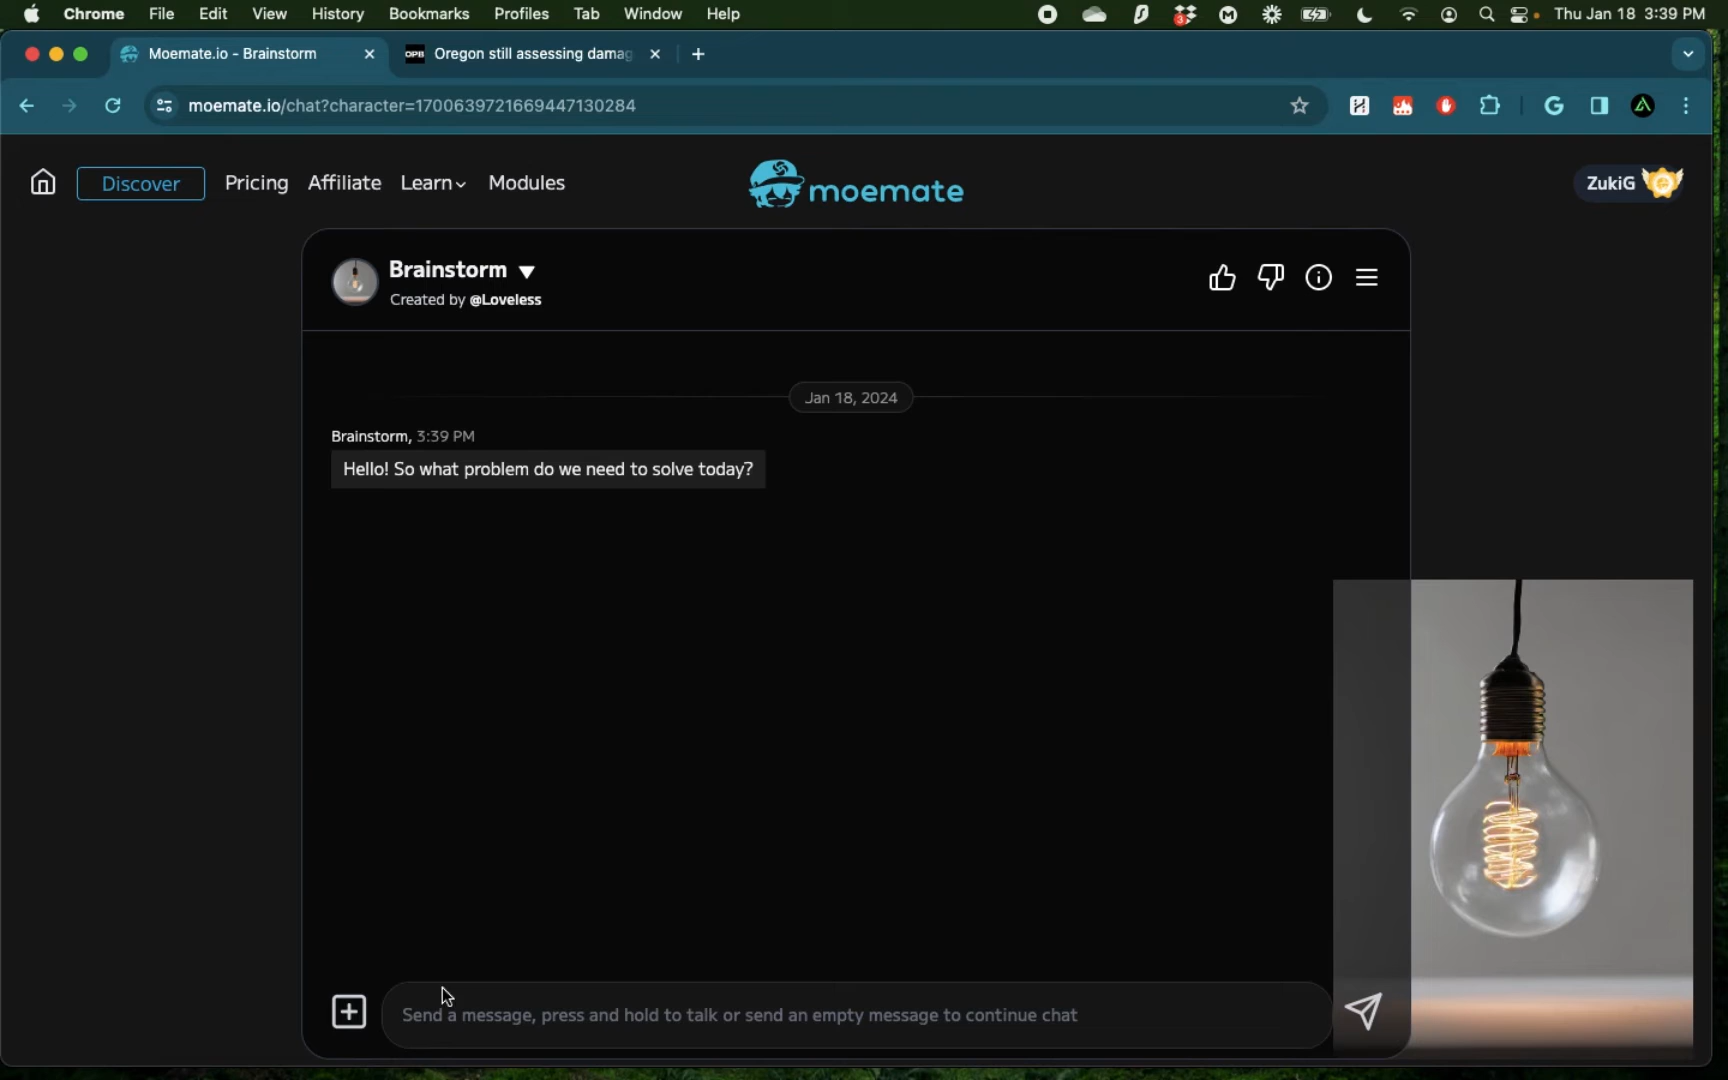 Chrome File Edit View History Bookmarks Profiles Tab Window Help Thu Jan 18 3:39 PM
3
Moemate.io - Brainstorm OPB Oregon still assessing damag
moemate.io/chat?character=1700639721669447130284
Discover Pricing Affiliate Learn Modules moemate ZukiG
Brainstorm
Created by @Loveless
Jan 18, 2024
Brainstorm, 3:39 PM
Hello! So what problem do we need to solve today?
Send a message, press and hold to talk or send an empty message to continue chat